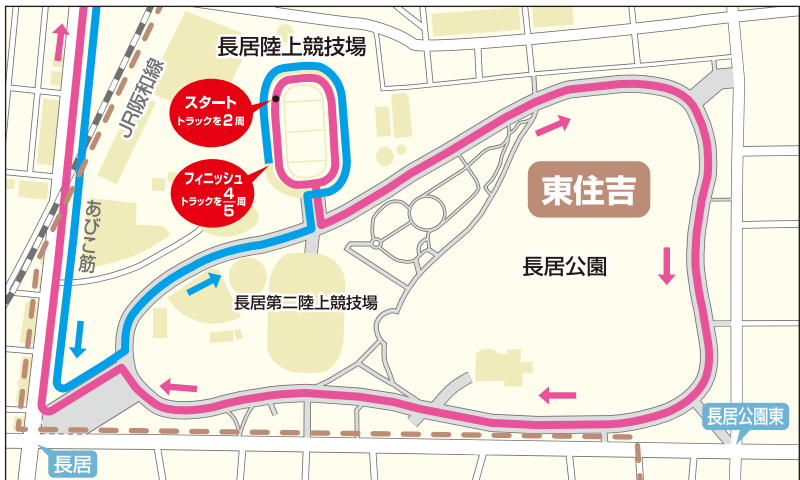 長居陸上競技場
スタート
トラックを2周
JR阪和線
フィニッシュ
トラックを4/5周
東住吉
あびこ筋
長居公園
長居第二陸上競技場
長居公園東
長居